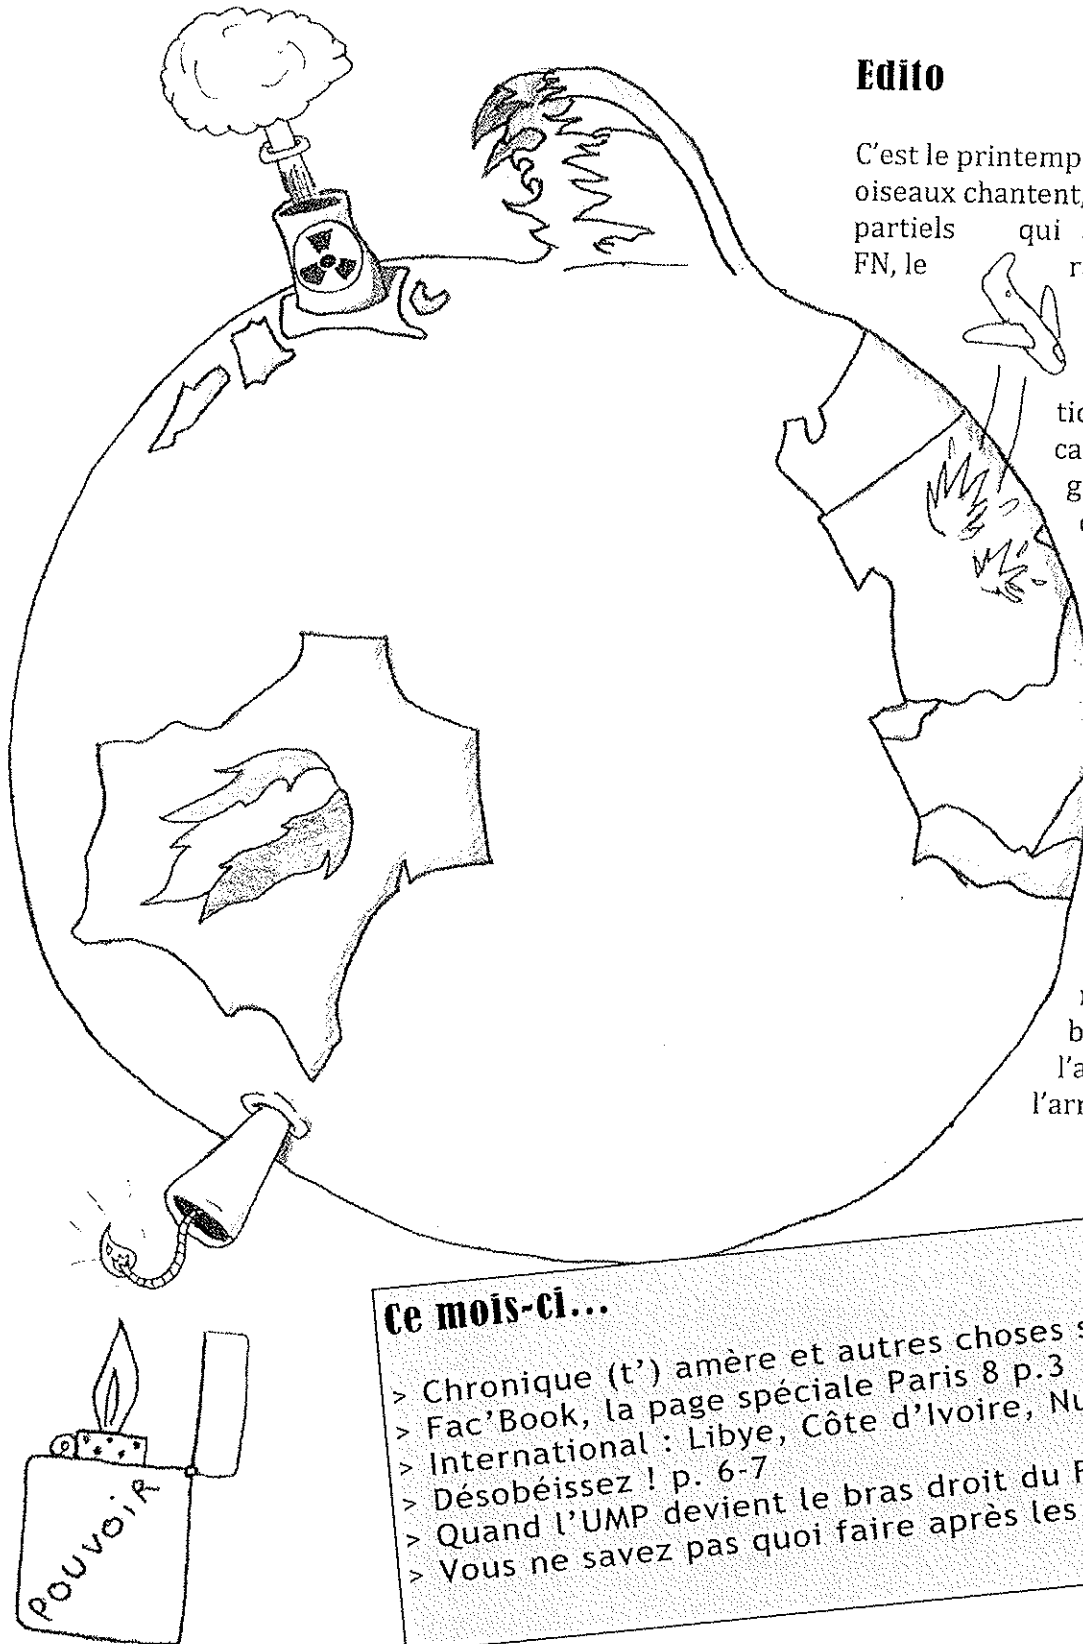 Edito
C'est le printemp
oiseaux chantent,
partiels qui
FN, le r
tio
ca
g
b
l'a
l'arr
Ce mois-ci...
> Chronique (t') amère et autres choses s
> Fac'Book, la page spéciale Paris 8 p.3
> International : Libye, Côte d'Ivoire, Nu
> Désobéissez ! p. 6-7
> Quand l'UMP devient le bras droit du F
> Vous ne savez pas quoi faire après les
POUVOIR